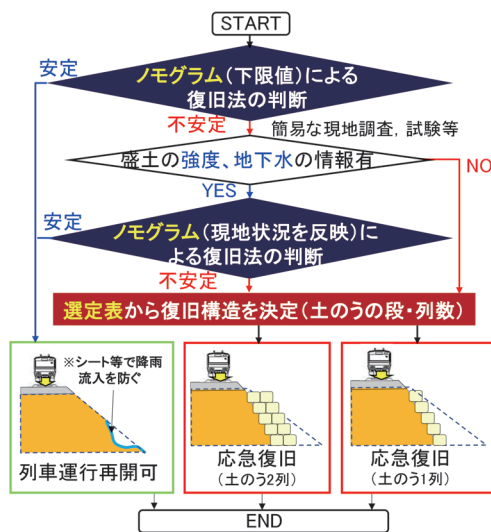 START
安定
ノモグラム(下限値)による
復旧法の判断
不安定
簡易な現地調査, 試験等
盛土の強度、地下水の情報有
NO
YES
安定
ノモグラム(現地状況を反映)に
よる復旧法の判断
不安定
選定表から復旧構造を決定(土のうの段・列数)
※シート等で降雨
流入を防ぐ
列車運行再開可
応急復旧
(土のう2列)
応急復旧
(土のう1列)
END